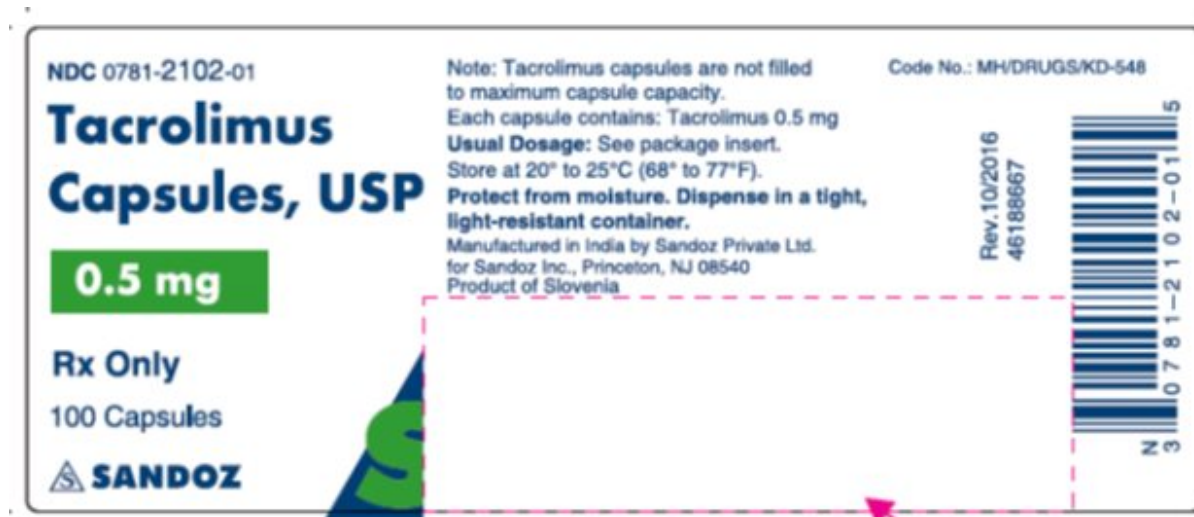 NDC 0781-2102-01
Tacrolimus
Capsules, USP
0.5 mg
Rx Only
100 Capsules
S SANDOZ
S
Note: Tacrolimus capsules are not filled
to maximum capsule capacity.
Each capsule contains: Tacrolimus 0.5 mg
Usual Dosage: See package insert.
Store at 20° to 25°C (68° to 77°F).
Protect from moisture. Dispense in a tight,
light-resistant container.
Manufactured in India by Sandoz Private Ltd.
for Sandoz Inc., Princeton, NJ 08540
Product of Slovenia
Code No.: MH/DRUGS/KD-548
Rev.10/2016
46188667
N
3 0781-2102-01 5